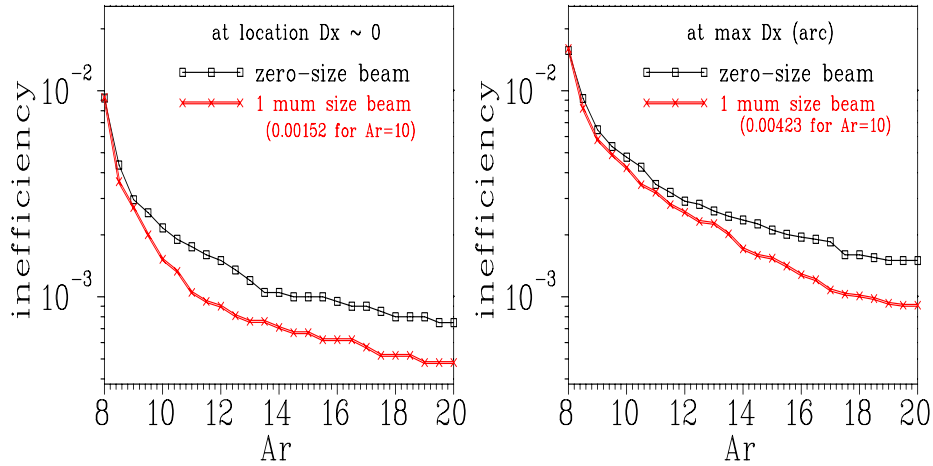 at location Dx ~ 0
zero-size beam
1 mum size beam
(0.00152 for Ar=10)
inefficiency
10^-2
10^-3
8 10 12 14 16 18 20
Ar
at max Dx (arc)
zero-size beam
1 mum size beam
(0.00423 for Ar=10)
inefficiency
10^-2
10^-3
8 10 12 14 16 18 20
Ar